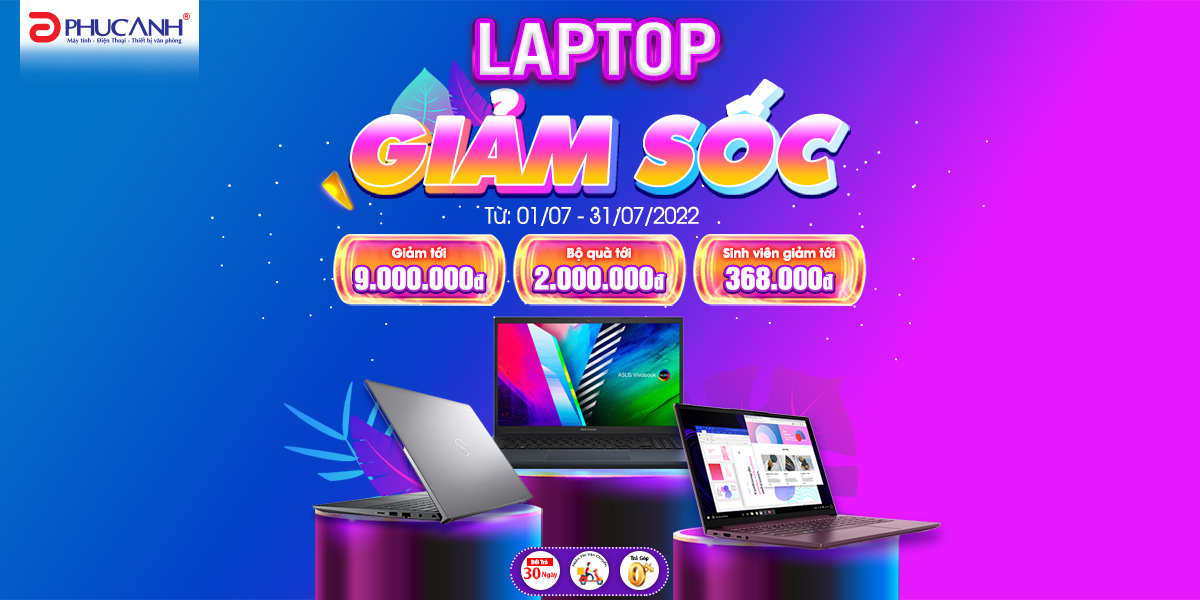 PHUCANH®
Máy tính - Điện Thoại - Thiết bị văn phòng
LAPTOP
GIẢM SỐC
Từ: 01/07 - 31/07/2022
Giảm tới
9.000.000đ
Bộ quà tới
2.000.000đ
Sinh viên giảm tới
368.000đ
ASUS Vivobook
Đổi Trả
30 Ngày
Trả Góp
0%